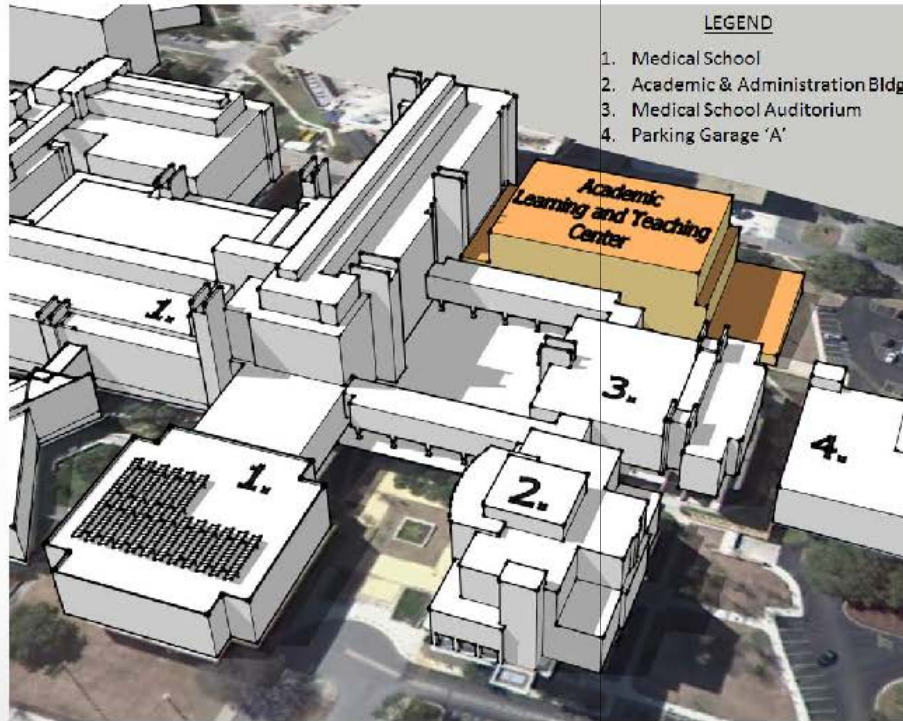 LEGEND
1. Medical School
2. Academic & Administration Bldg
3. Medical School Auditorium
4. Parking Garage ‘A’
Academic
Learning and Teaching
Center
1.
3.
4.
1.
2.